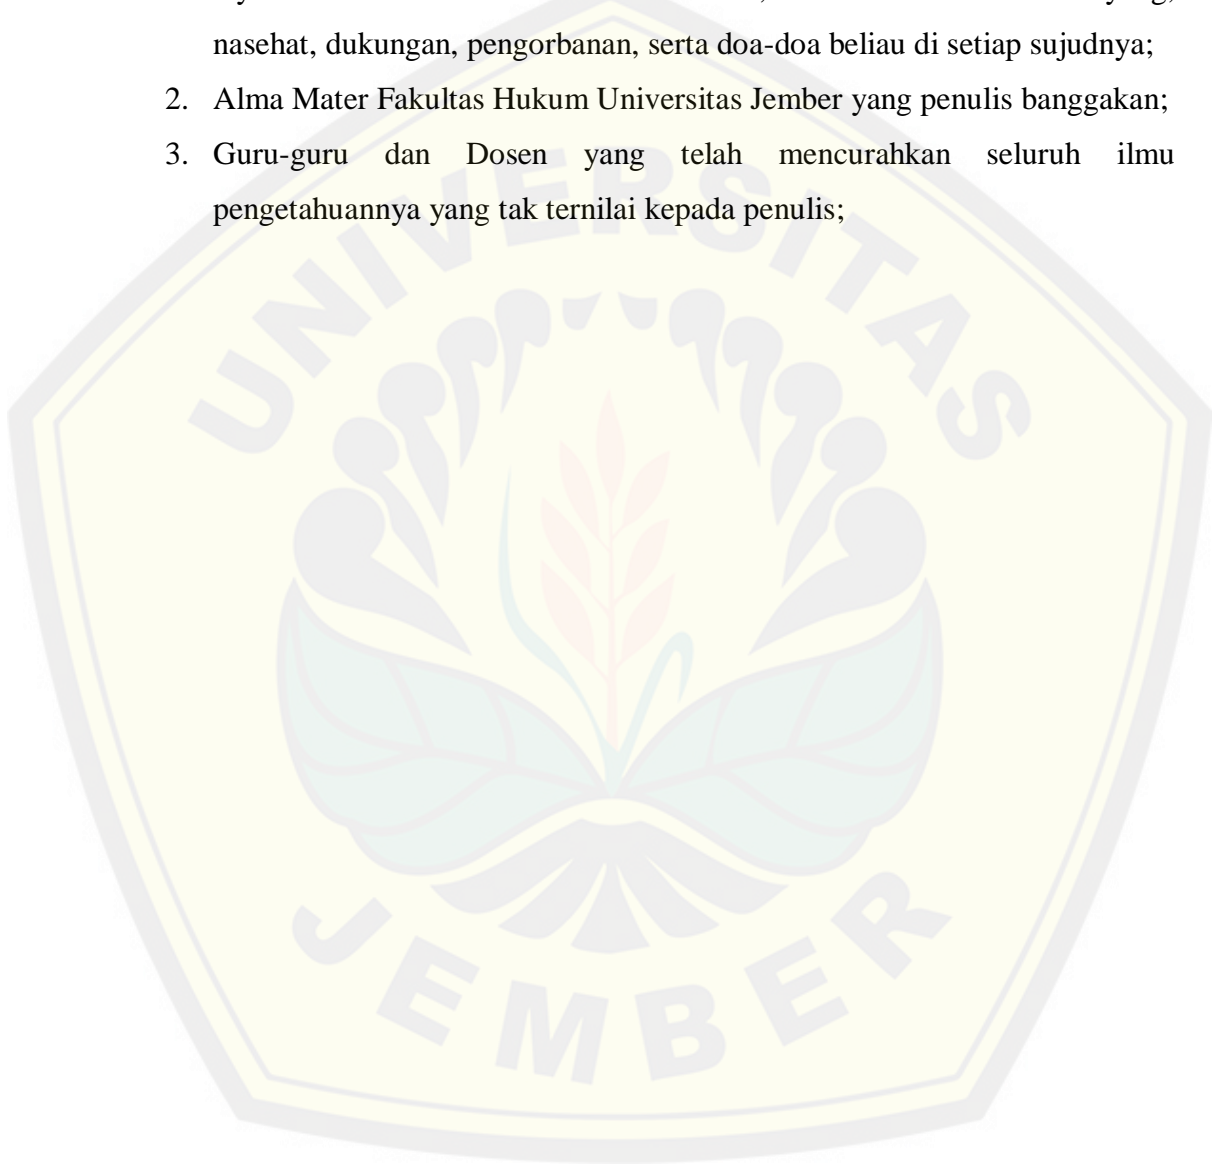 nasehat, dukungan, pengorbanan, serta doa-doa beliau di setiap sujudnya;
2. Alma Mater Fakultas Hukum Universitas Jember yang penulis banggakan;
3. Guru-guru dan Dosen yang telah mencurahkan seluruh ilmu
pengetahuannya yang tak ternilai kepada penulis;
UNIVERSITAS
JEMBER